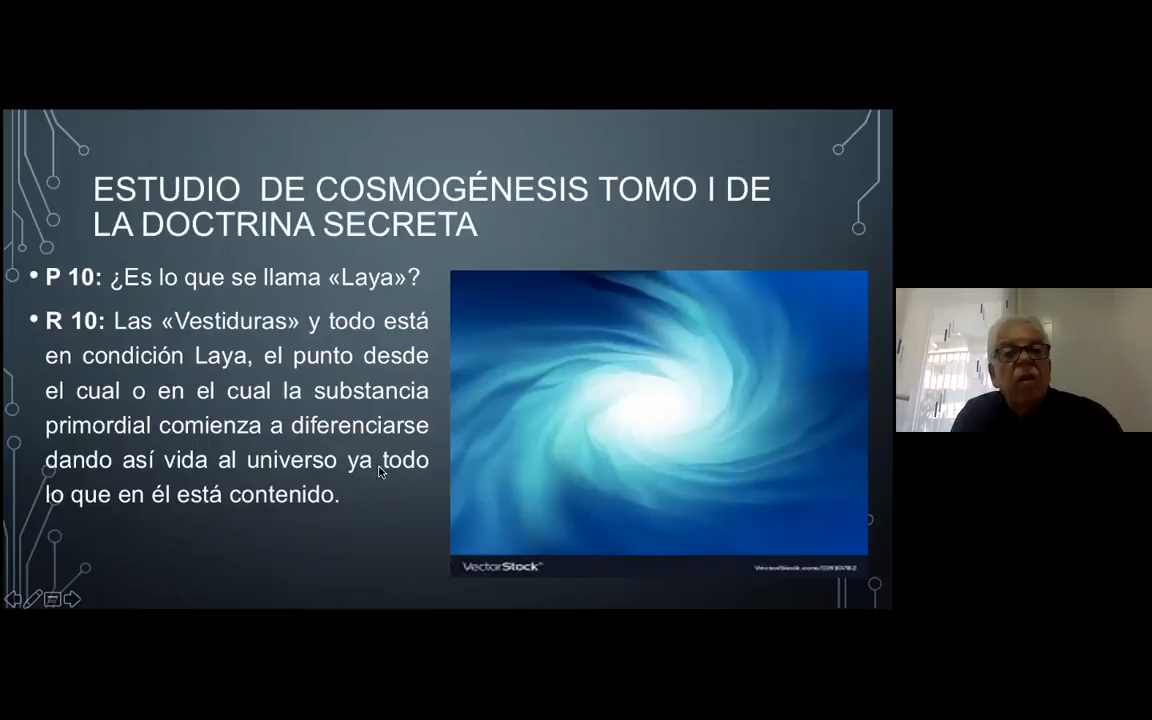 ESTUDIO DE COSMOGÉNESIS TOMO I DE
LA DOCTRINA SECRETA
• P 10: ¿Es lo que se llama «Laya»?
• R 10: Las «Vestiduras» y todo está
en condición Laya, el punto desde
el cual o en el cual la substancia
primordial comienza a diferenciarse
dando así vida al universo ya todo
lo que en él está contenido.
VectorStock